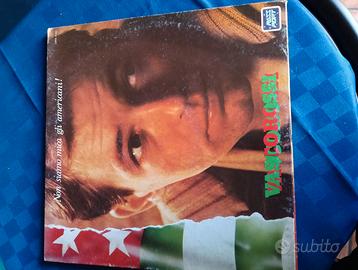 Non siamo mica gli americani!
VASCO ROSSI
subito